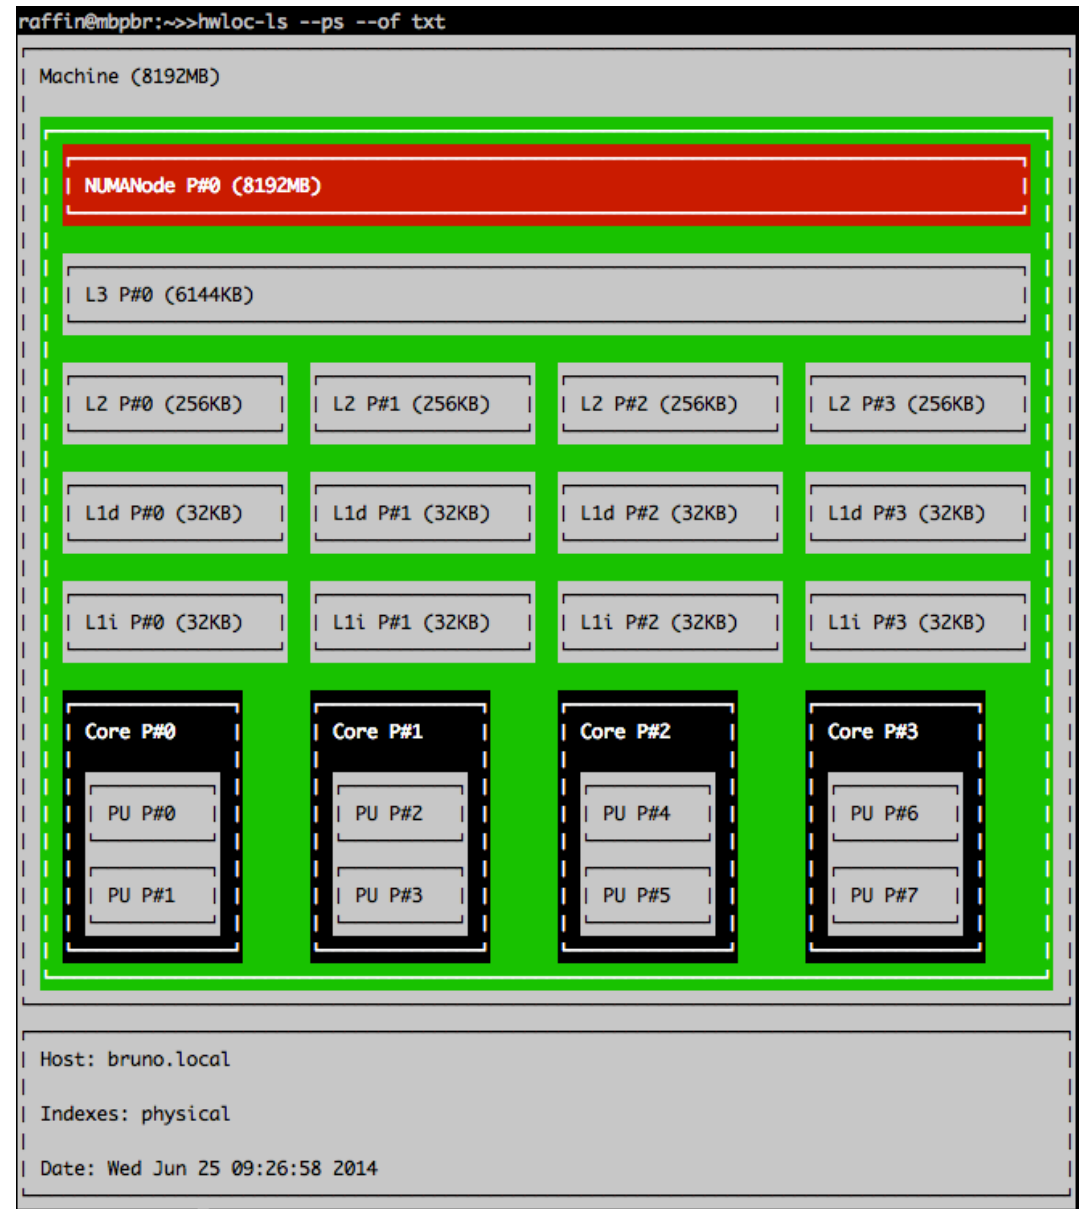 raffin@mbpbr:~>>hwloc-ls --ps --of txt
Machine (8192MB)
NUMANode P#0 (8192MB)
L3 P#0 (6144KB)
L2 P#0 (256KB) L2 P#1 (256KB) L2 P#2 (256KB) L2 P#3 (256KB)
L1d P#0 (32KB) L1d P#1 (32KB) L1d P#2 (32KB) L1d P#3 (32KB)
L1i P#0 (32KB) L1i P#1 (32KB) L1i P#2 (32KB) L1i P#3 (32KB)
Core P#0 Core P#1 Core P#2 Core P#3
PU P#0 PU P#2 PU P#4 PU P#6
PU P#1 PU P#3 PU P#5 PU P#7
Host: bruno.local
Indexes: physical
Date: Wed Jun 25 09:26:58 2014